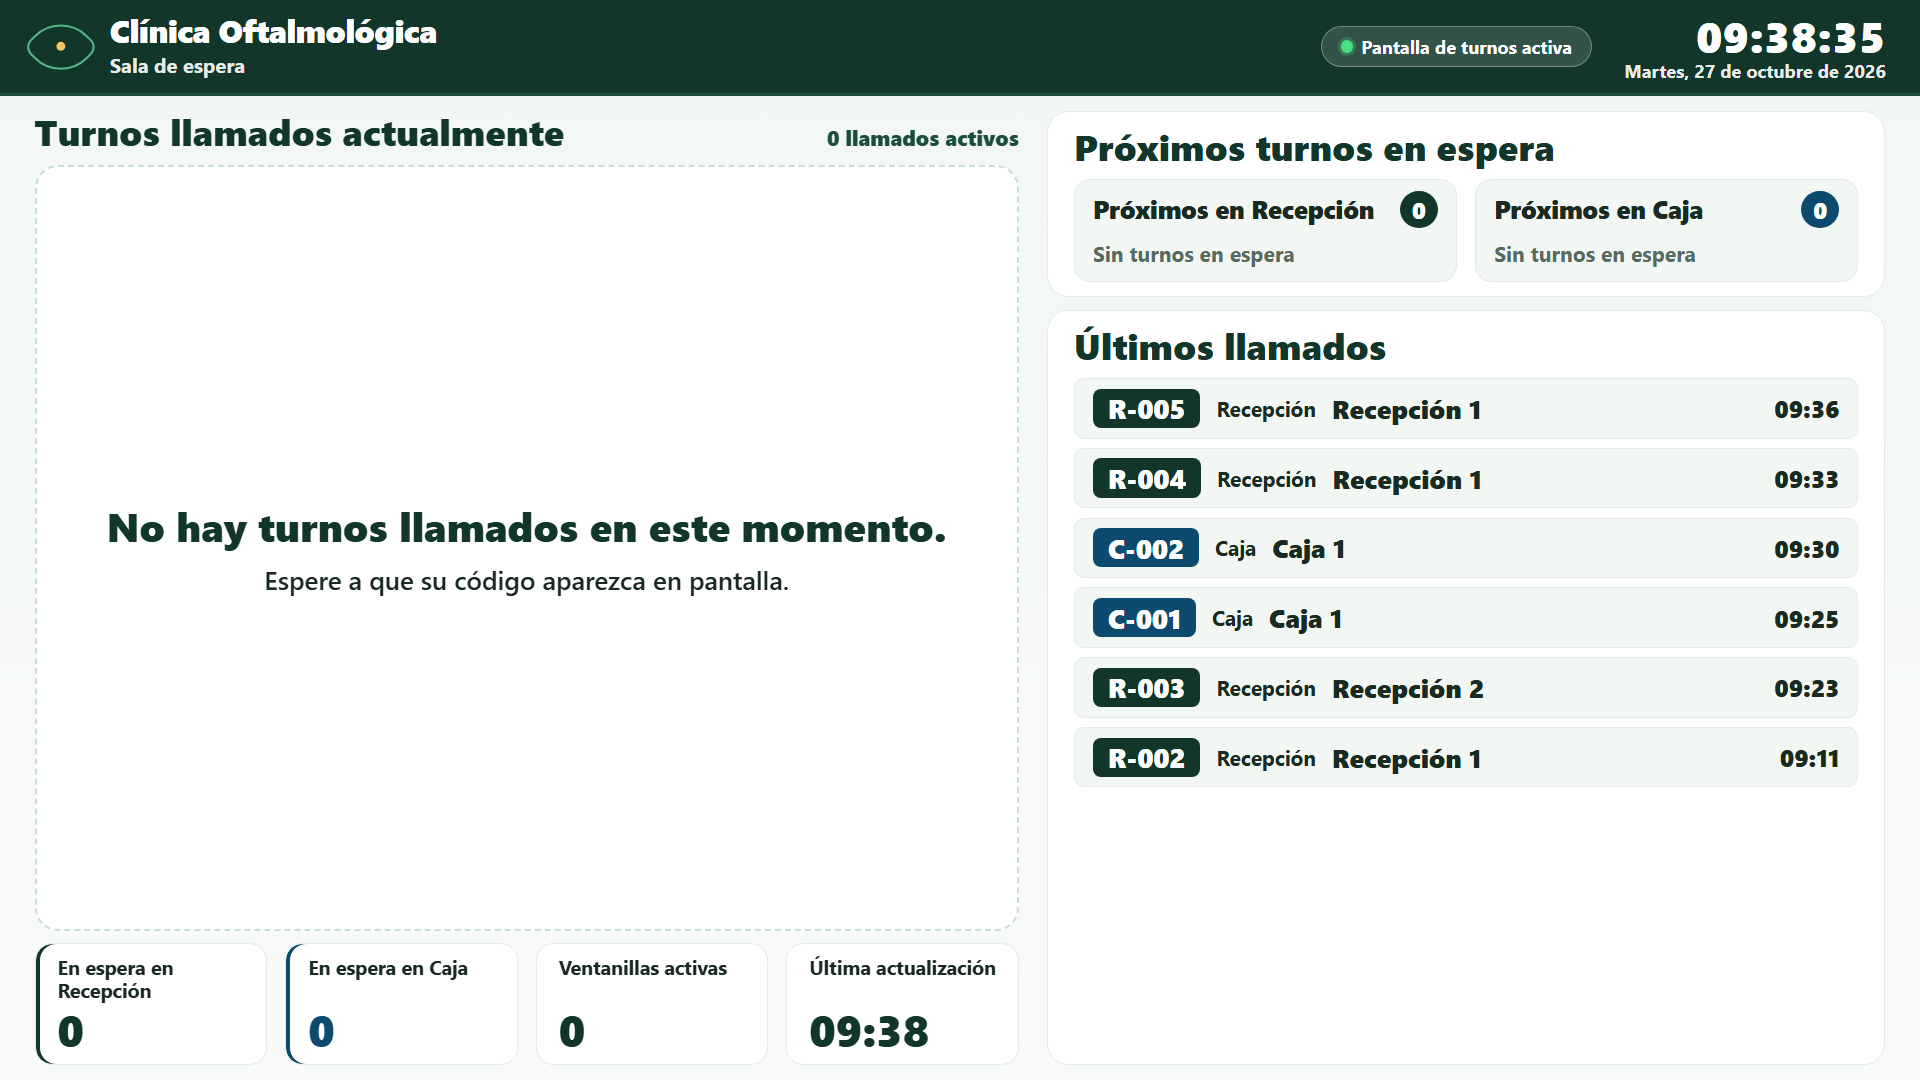 Clínica Oftalmológica
Sala de espera
Pantalla de turnos activa
09:38:35
Martes, 27 de octubre de 2026
Turnos llamados actualmente
0 llamados activos
No hay turnos llamados en este momento.
Espere a que su código aparezca en pantalla.
En espera en
Recepción
0
En espera en Caja
0
Ventanillas activas
0
Última actualización
09:38
Próximos turnos en espera
Próximos en Recepción 0
Sin turnos en espera
Próximos en Caja 0
Sin turnos en espera
Últimos llamados
R-005 Recepción Recepción 1 09:36
R-004 Recepción Recepción 1 09:33
C-002 Caja Caja 1 09:30
C-001 Caja Caja 1 09:25
R-003 Recepción Recepción 2 09:23
R-002 Recepción Recepción 1 09:11